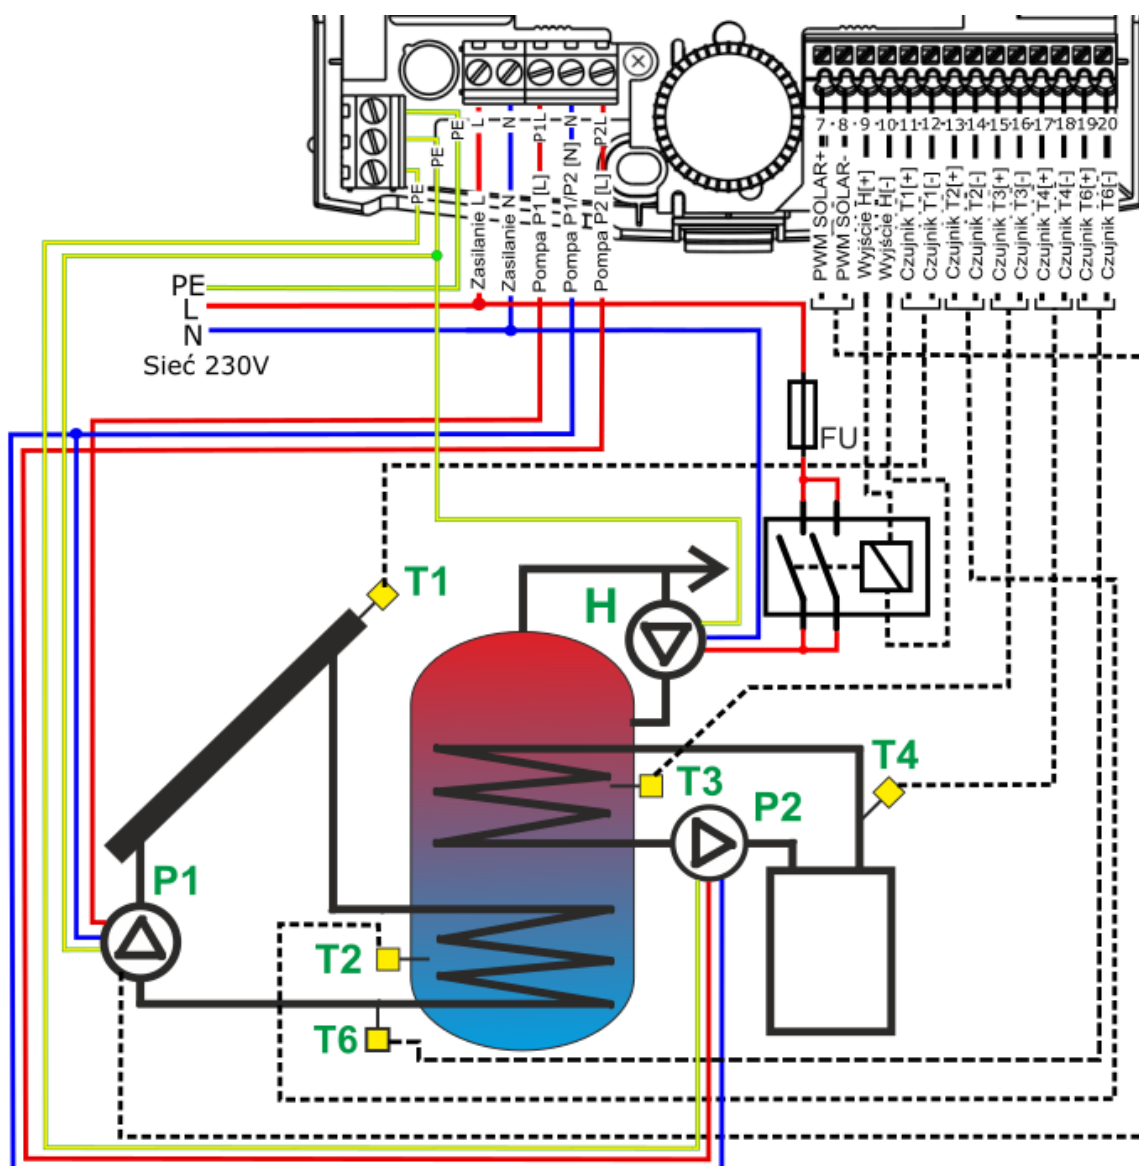 7 8 9 10 11 12 13 14 15 16 17 18 19 20
PE
PE
PE
L
N
P1L
N
P2L
Zasilanie L
Zasilanie N
Pompa P1 [L]
Pompa P1/P2 [N]
Pompa P2 [L]
PWM SOLAR+
PWM SOLAR-
Wyjście H[+]
Wyjście H[-]
Czujnik T1[+]
Czujnik T1[-]
Czujnik T2[+]
Czujnik T2[-]
Czujnik T3[+]
Czujnik T3[-]
Czujnik T4[+]
Czujnik T4[-]
Czujnik T6[+]
Czujnik T6[-]
PE
L
N
Sieć 230V
FU
T1
H
T3
T4
P2
P1
T2
T6